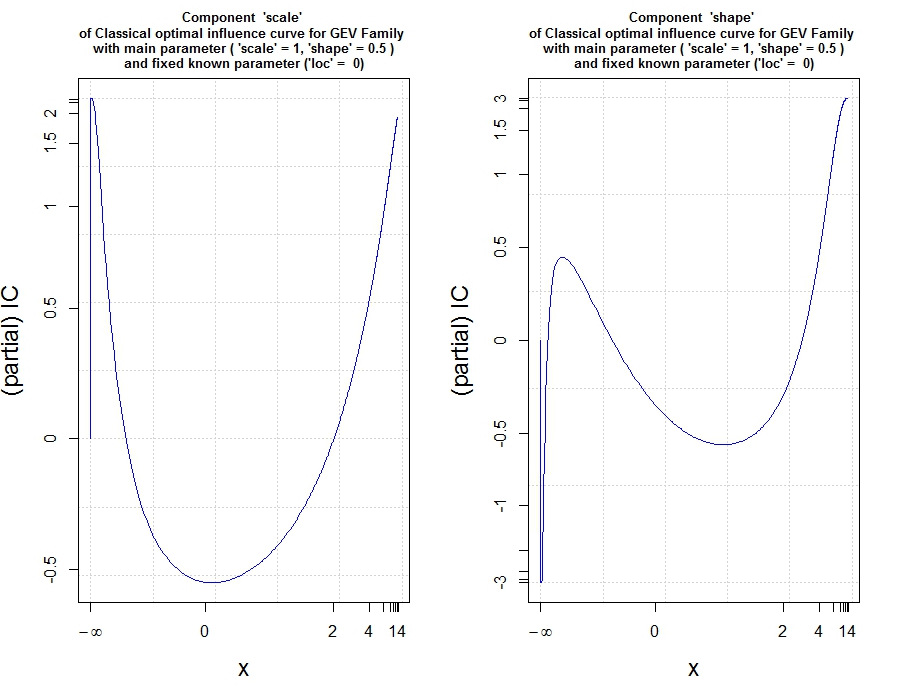 Component 'scale'
of Classical optimal influence curve for GEV Family
with main parameter ( 'scale' = 1, 'shape' = 0.5 )
and fixed known parameter ('loc' = 0)
(partial) IC
2
1.5
1
0.5
0
-0.5
−∞ 0 2 4 14
x
Component 'shape'
of Classical optimal influence curve for GEV Family
with main parameter ( 'scale' = 1, 'shape' = 0.5 )
and fixed known parameter ('loc' = 0)
(partial) IC
3
1.5
1
0.5
0
-0.5
-1
-3
−∞ 0 2 4 14
x